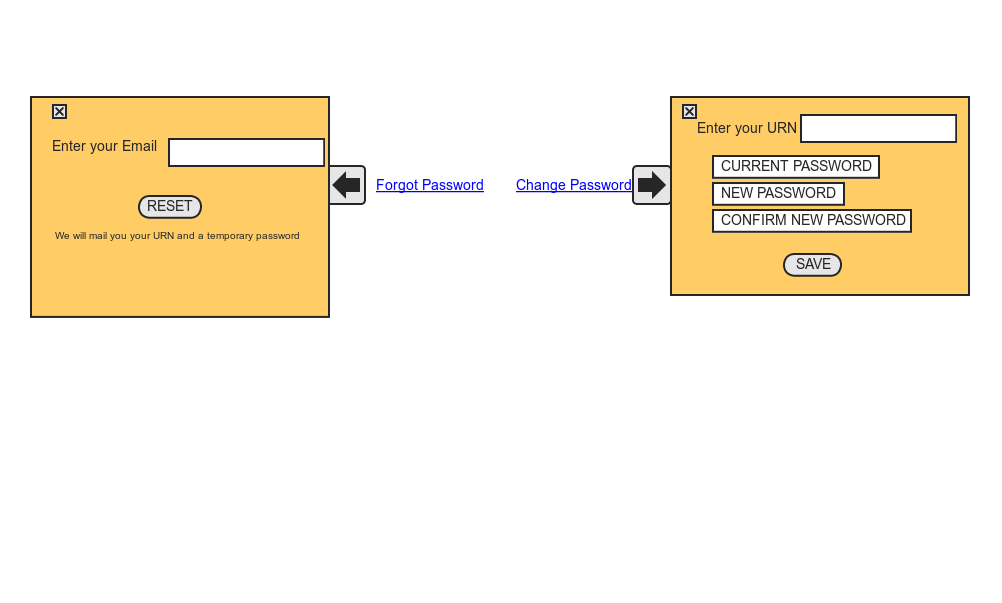 Enter your Email
RESET
We will mail you your URN and a temporary password
Forgot Password
Change Password
Enter your URN
CURRENT PASSWORD
NEW PASSWORD
CONFIRM NEW PASSWORD
SAVE